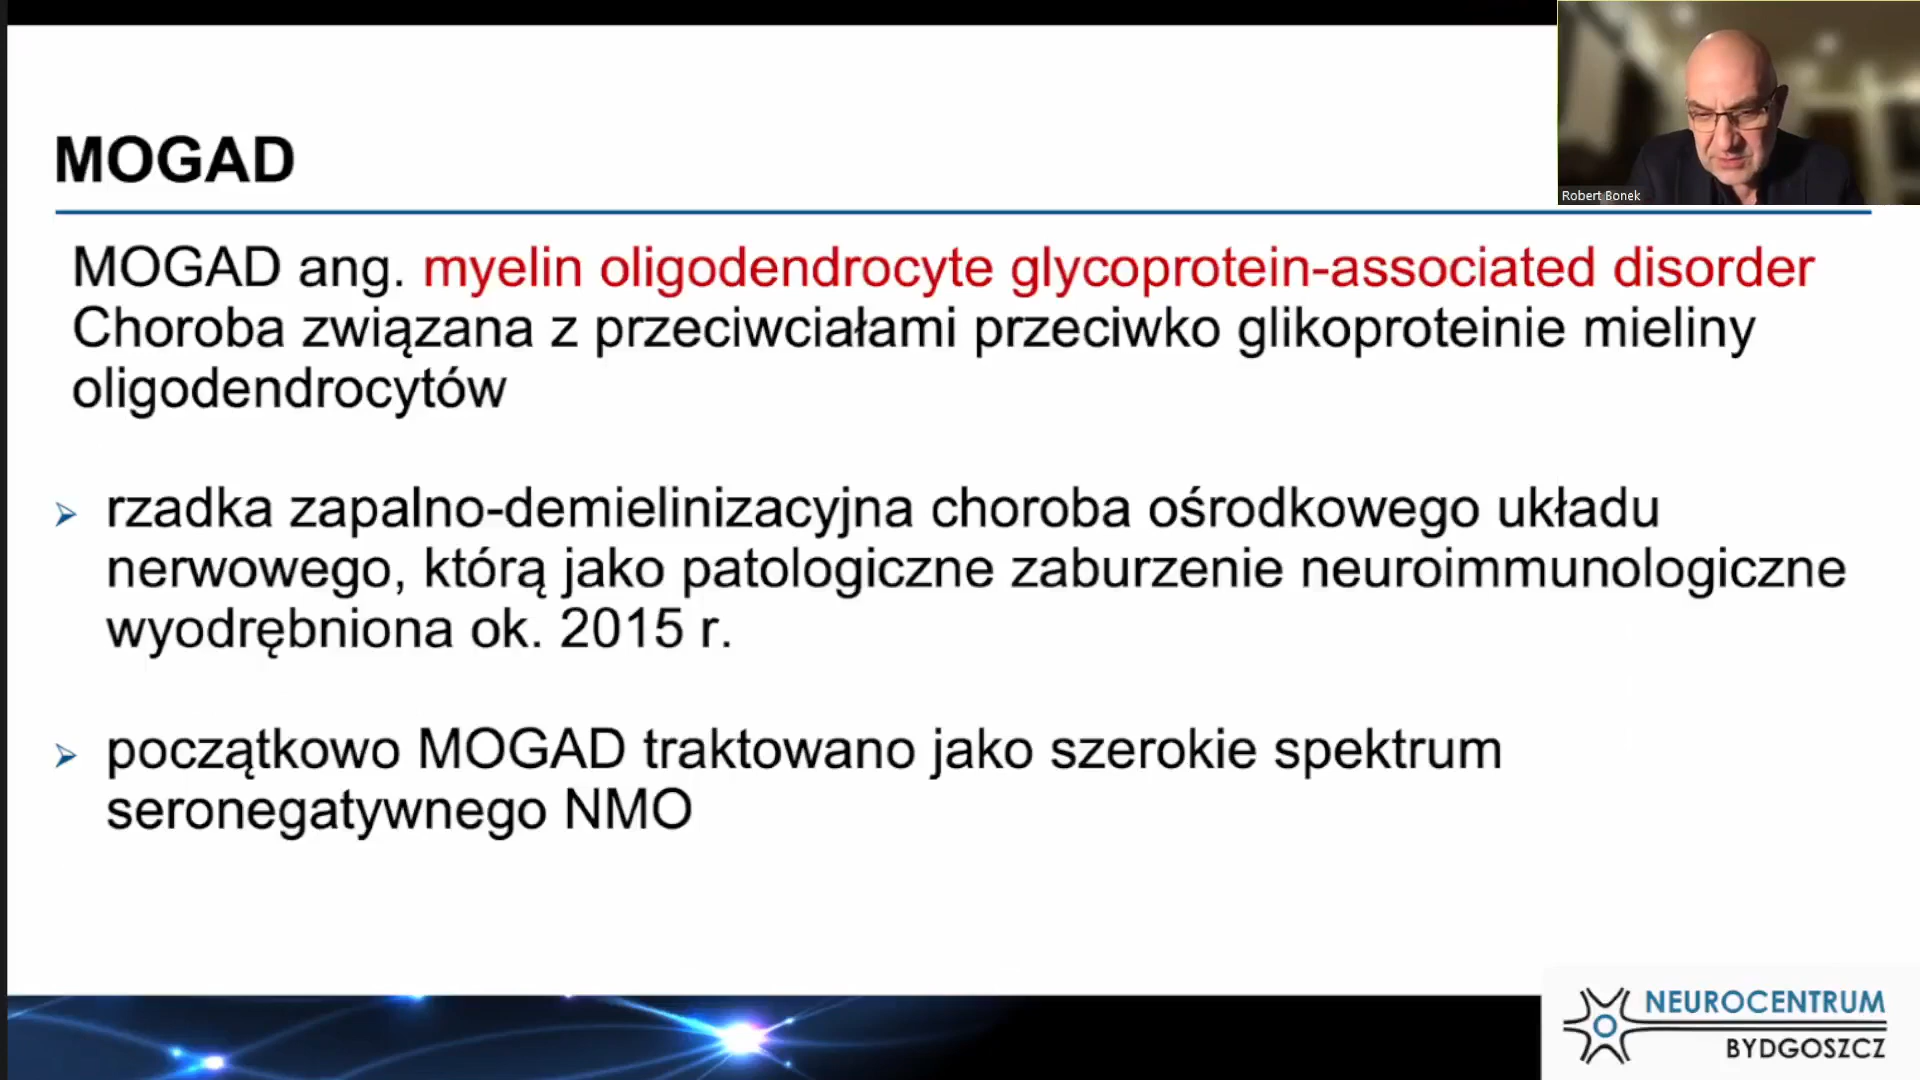 MOGAD
Robert Bonek
MOGAD ang. myelin oligodendrocyte glycoprotein-associated disorder
Choroba związana z przeciwciałami przeciwko glikoproteinie mieliny
oligodendrocytów
rzadka zapalno-demielinizacyjna choroba ośrodkowego układu
nerwowego, którą jako patologiczne zaburzenie neuroimmunologiczne
wyodrębniona ok. 2015 r.
początkowo MOGAD traktowano jako szerokie spektrum
seronegatywnego NMO
NEUROCENTRUM
BYDGOSZCZ